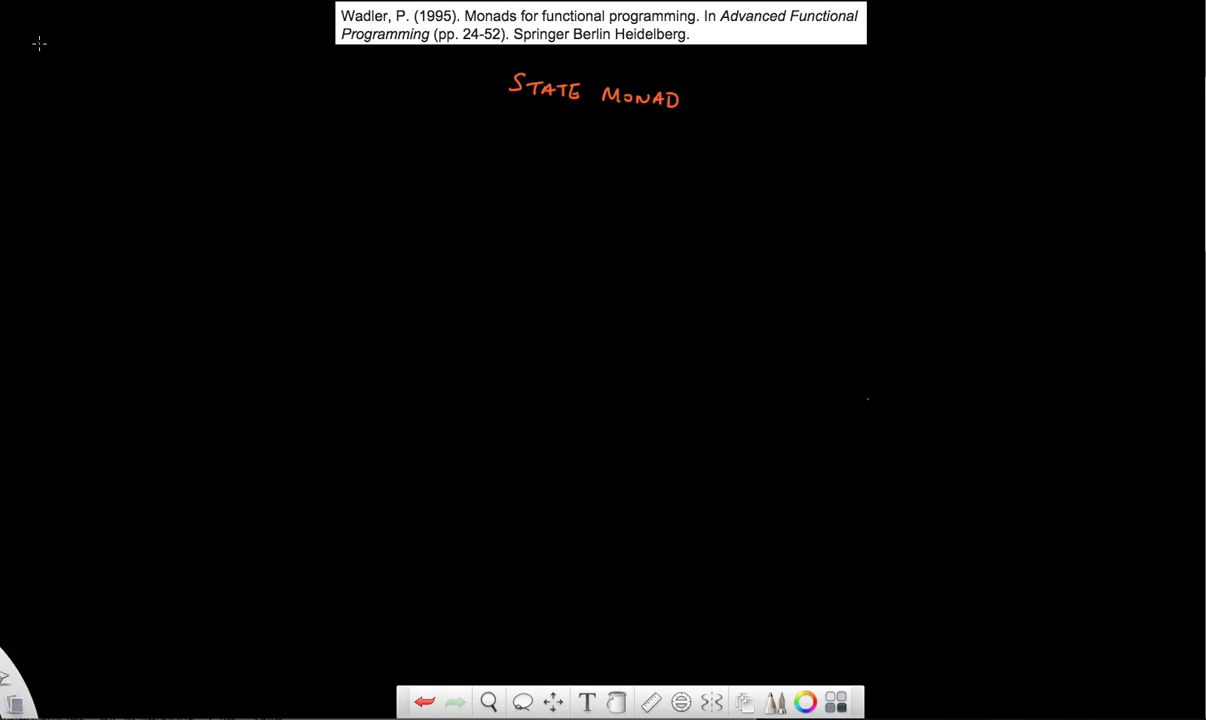 Wadler, P. (1995). Monads for functional programming. In Advanced Functional
Programming (pp. 24-52). Springer Berlin Heidelberg.
STATE MONAD
T